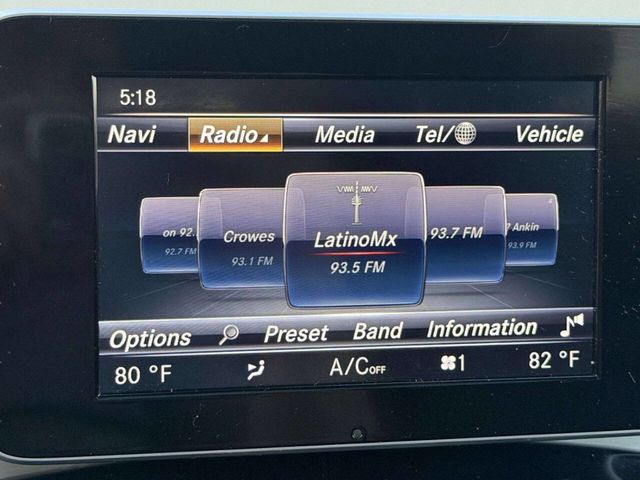 5:18
Navi Radio Media Tel/ Vehicle
on 92. Crowes LatinoMx 93.7 FM ? Ankin
92.7 FM 93.1 FM 93.5 FM 93.9 FM
Options Preset Band Information
80 °F A/C OFF 1 82 °F